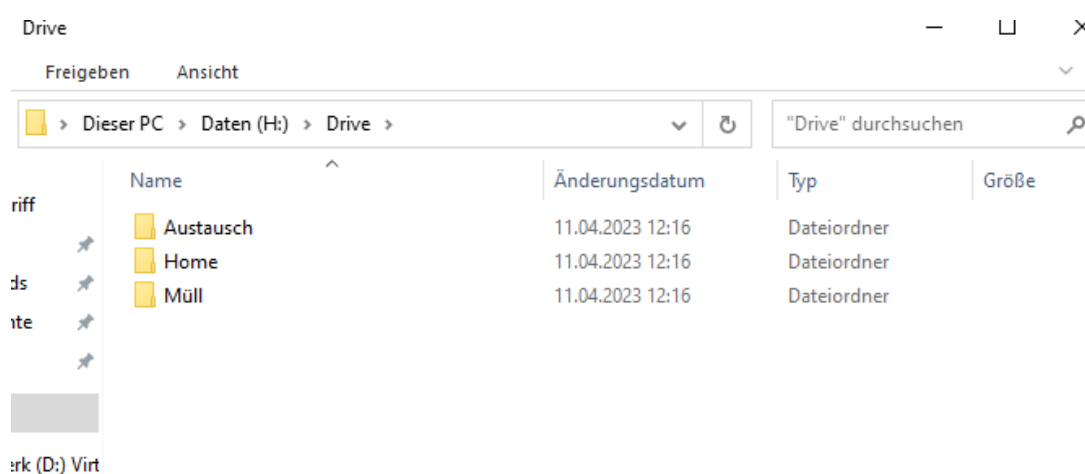 Drive
Freigeben Ansicht
Dieser PC > Daten (H:) > Drive >
"Drive" durchsuchen
Name Änderungsdatum Typ Größe
riff
Austausch 11.04.2023 12:16 Dateiordner
Home 11.04.2023 12:16 Dateiordner
ds
Müll 11.04.2023 12:16 Dateiordner
nte
erk (D:) Virt